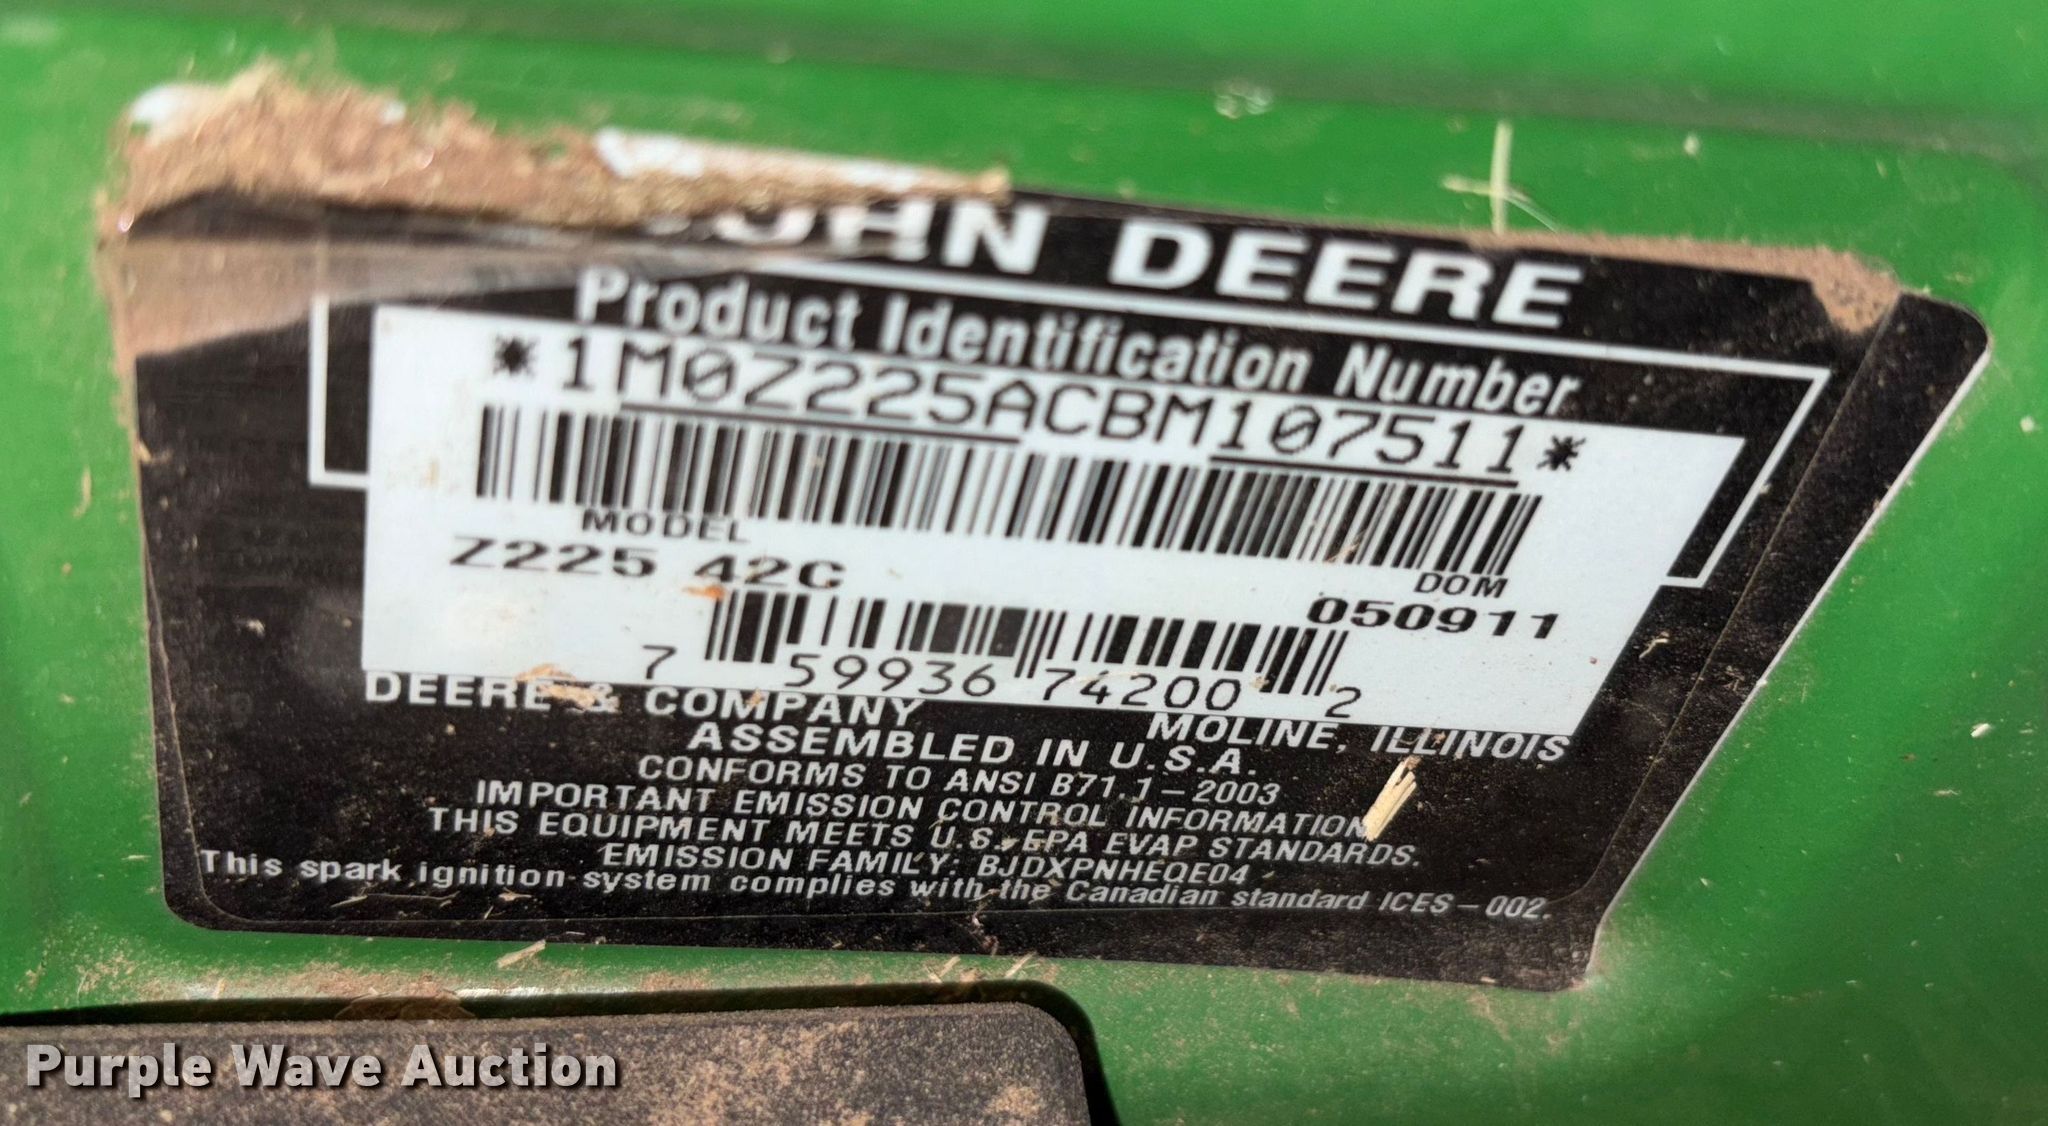 JOHN DEERE
Product Identification Number
*1M0Z225ACBM107511*
MODEL
Z225 42C
DOM
050911
7 59936 74200 2
DEERE & COMPANY MOLINE, ILLINOIS
ASSEMBLED IN U.S.A.
CONFORMS TO ANSI B71.1-2003
IMPORTANT EMISSION CONTROL INFORMATION
THIS EQUIPMENT MEETS U.S. EPA EVAP STANDARDS.
EMISSION FAMILY: BJDXPNHEQE04
This spark ignition system complies with the Canadian standard ICES-002.
Purple Wave Auction